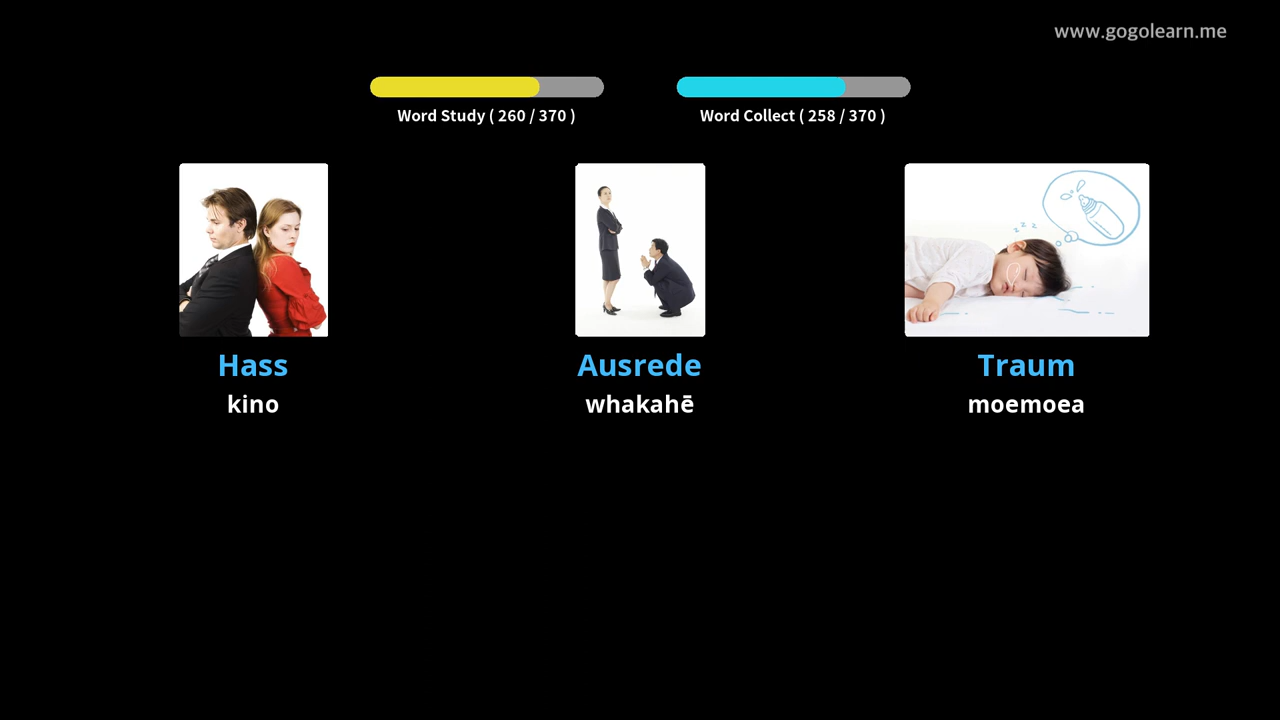 www.gogolearn.me
Word Study ( 260 / 370 )
Word Collect ( 258 / 370 )
Hass
kino
Ausrede
whakahē
Traum
moemoea